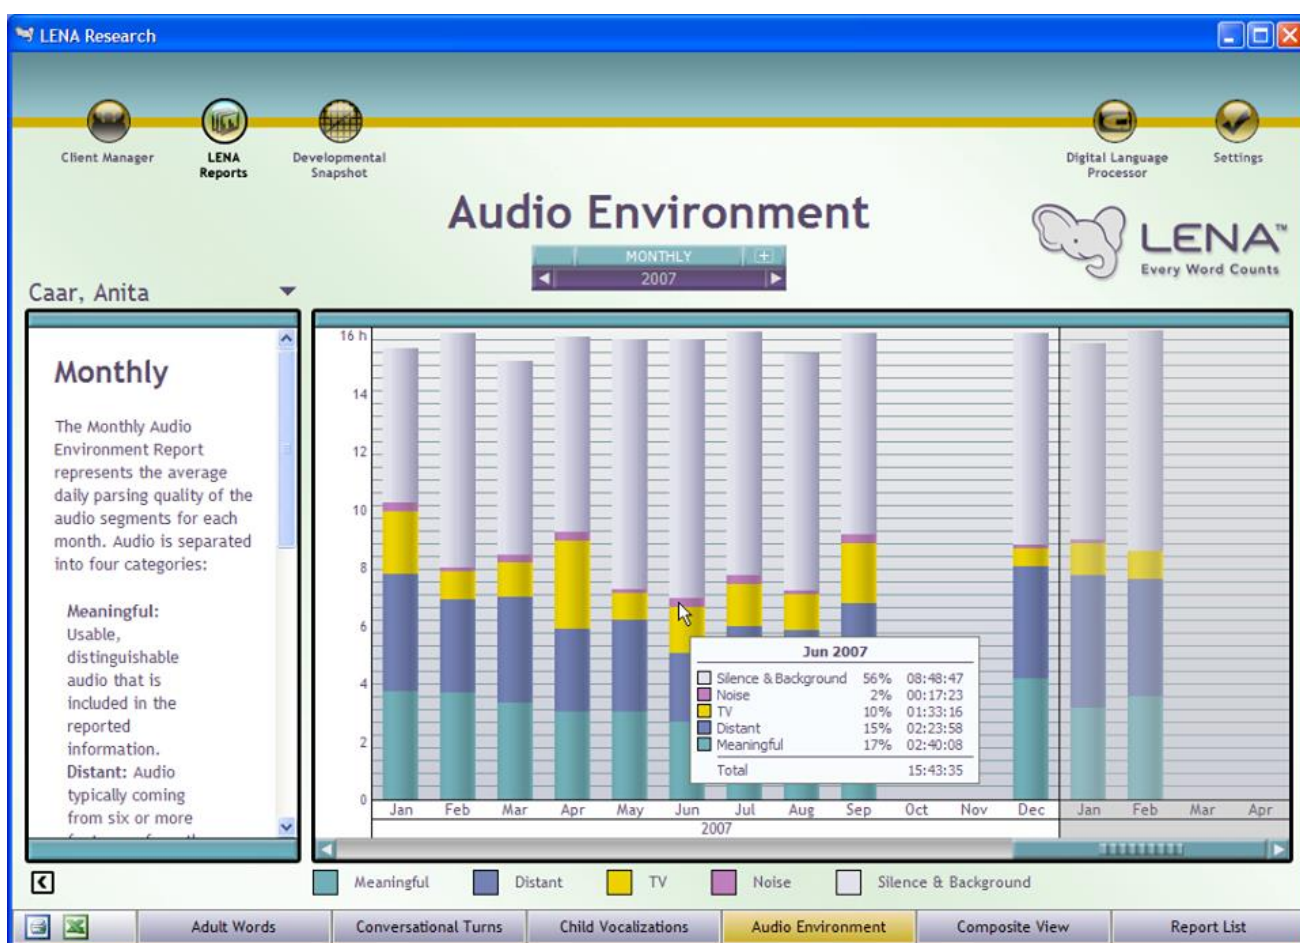 LENA Research
Client Manager
LENA
Reports
Developmental
Snapshot
Digital Language
Processor
Settings
Audio Environment
MONTHLY
2007
LENA™
Every Word Counts
Caar, Anita
Monthly
The Monthly Audio
Environment Report
represents the average
daily parsing quality of the
audio segments for each
month. Audio is separated
into four categories:
Meaningful:
Usable,
distinguishable
audio that is
included in the
reported
information.
Distant: Audio
typically coming
from six or more
16 h
14
12
10
8
6
4
2
0
Jun 2007
Silence & Background 56% 08:48:47
Noise 2% 00:17:23
TV 10% 01:33:16
Distant 15% 02:23:58
Meaningful 17% 02:40:08
Total 15:43:35
Jan Feb Mar Apr May Jun Jul Aug Sep Oct Nov Dec Jan Feb Mar Apr
2007
Meaningful Distant TV Noise Silence & Background
Adult Words Conversational Turns Child Vocalizations Audio Environment Composite View Report List